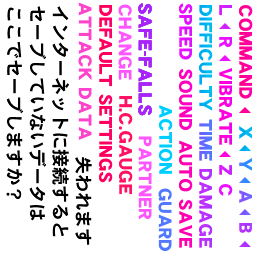 COMMAND ▼ X ▼ Y ▼ A ▼ B ▼
L ▼ R ▼ VIBRATE ▼ Z C
DIFFICULTY TIME DAMAGE
SPEED SOUND AUTO SAVE
ACTION GUARD
SAFE-FALLS PARTNER
CHANGE H.C.GAUGE
DEFAULT SETTINGS
ATTACK DATA 失われます
インターネットに接続すると
セーブしていないデータは
ここでセーブしますか？